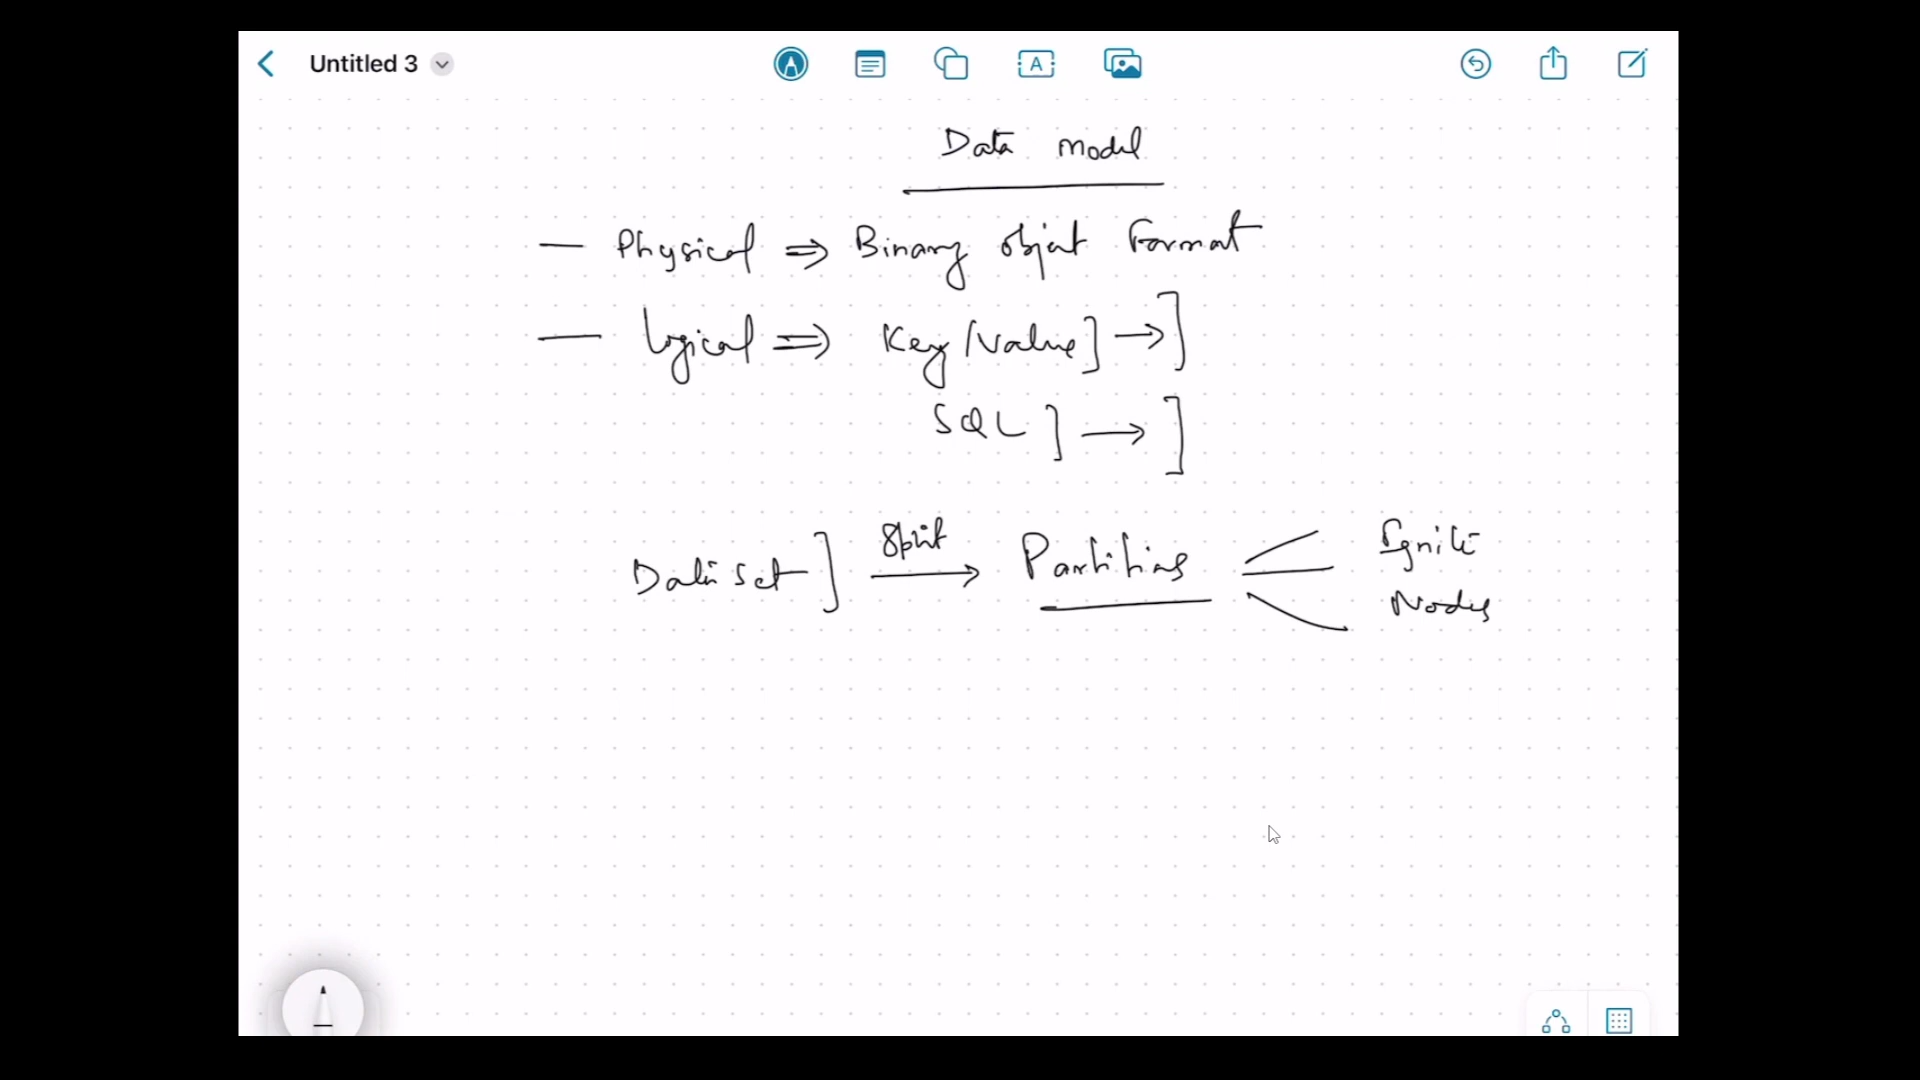 Untitled 3
A
Data Model
— Physical ⇒ Binary object Format
— Logical ⇒ Key/Value] →]
SQL] →]
Data Set] Split → Partitions Ignite
Nodes